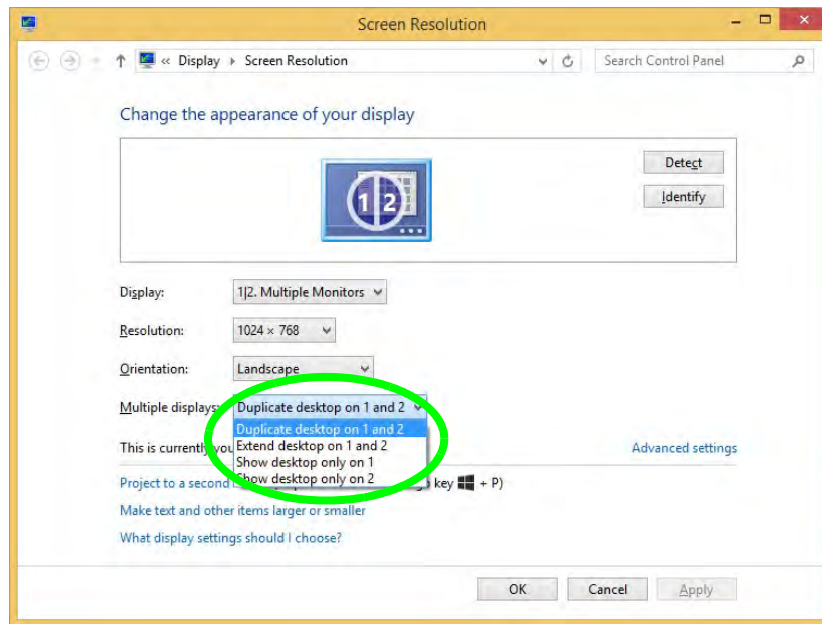 Screen Resolution
« Display ▸ Screen Resolution
Search Control Panel
Change the appearance of your display
1 2
Detect
Identify
Display: 1|2. Multiple Monitors
Resolution: 1024 × 768
Orientation: Landscape
Multiple displays: Duplicate desktop on 1 and 2
Duplicate desktop on 1 and 2
This is currently you
Extend desktop on 1 and 2
Advanced settings
Show desktop only on 1
Project to a second
Show desktop only on 2
key + P)
Make text and other items larger or smaller
What display settings should I choose?
OK Cancel Apply